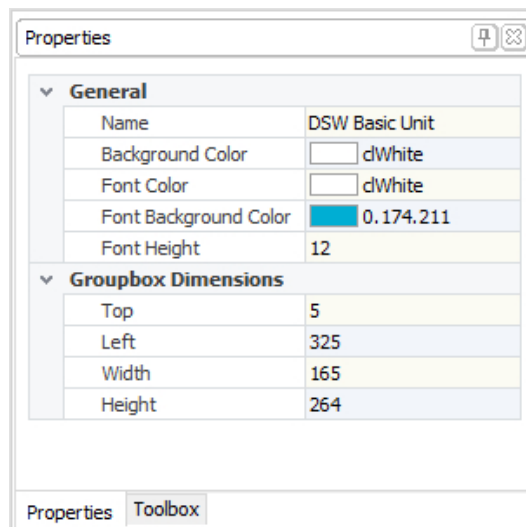 Properties
General
Name DSW Basic Unit
Background Color clWhite
Font Color clWhite
Font Background Color 0.174.211
Font Height 12
Groupbox Dimensions
Top 5
Left 325
Width 165
Height 264
Properties Toolbox